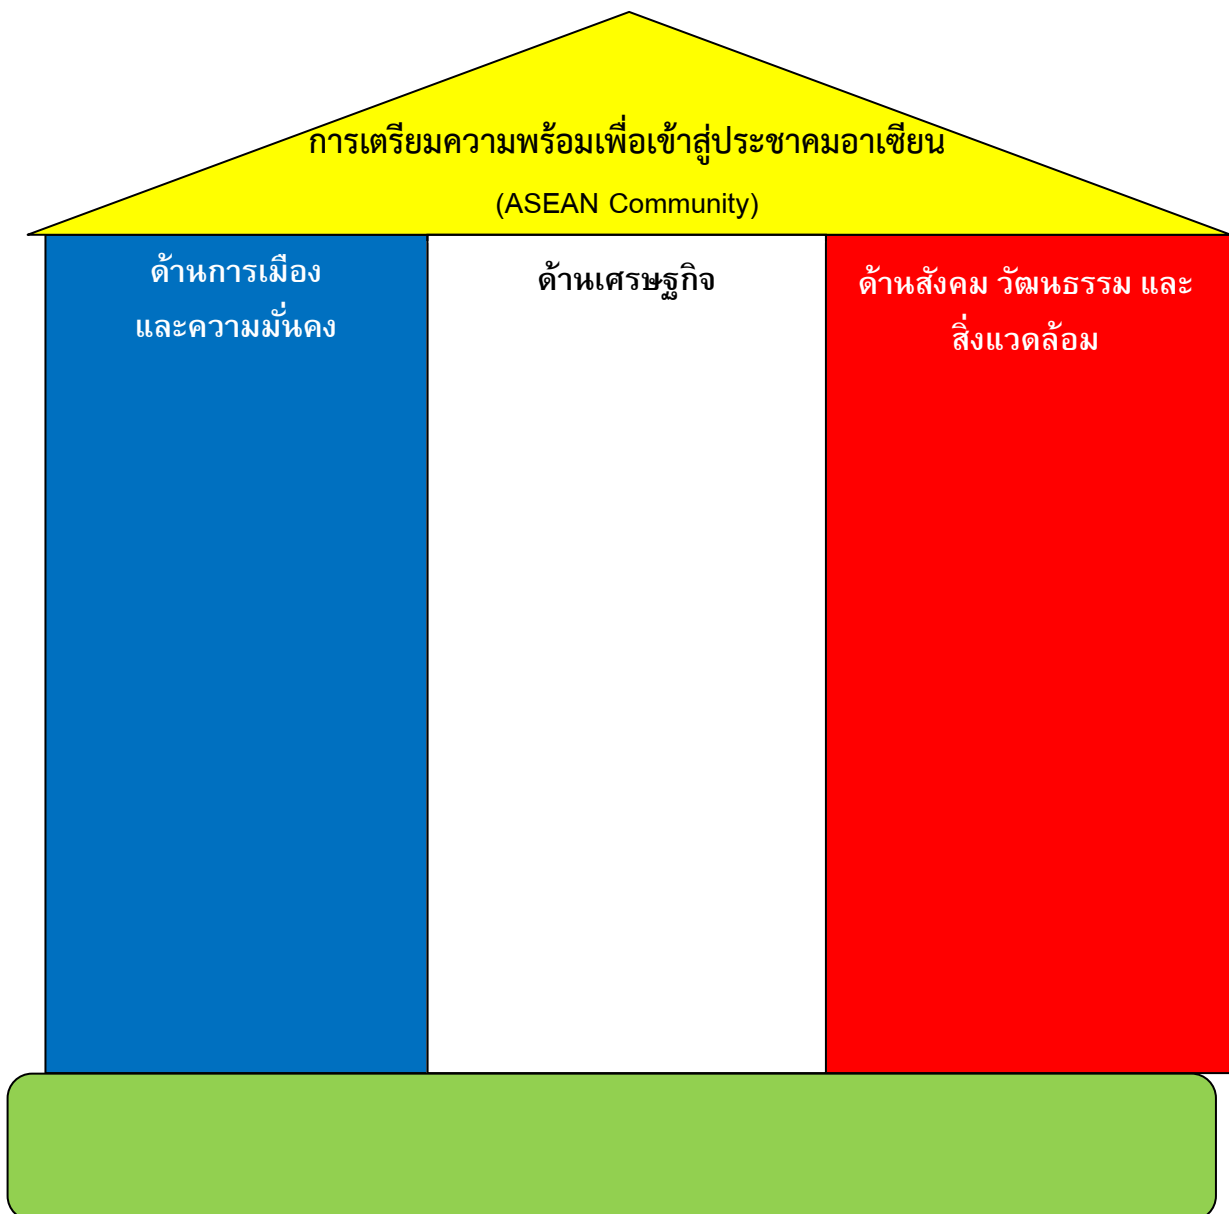 การเตรียมความพร้อมเพื่อเข้าสู่ประชาคมอาเซียน
(ASEAN Community)
ด้านการเมือง
และความมั่นคง
ด้านเศรษฐกิจ
ด้านสังคม วัฒนธรรม และ
สิ่งแวดล้อม